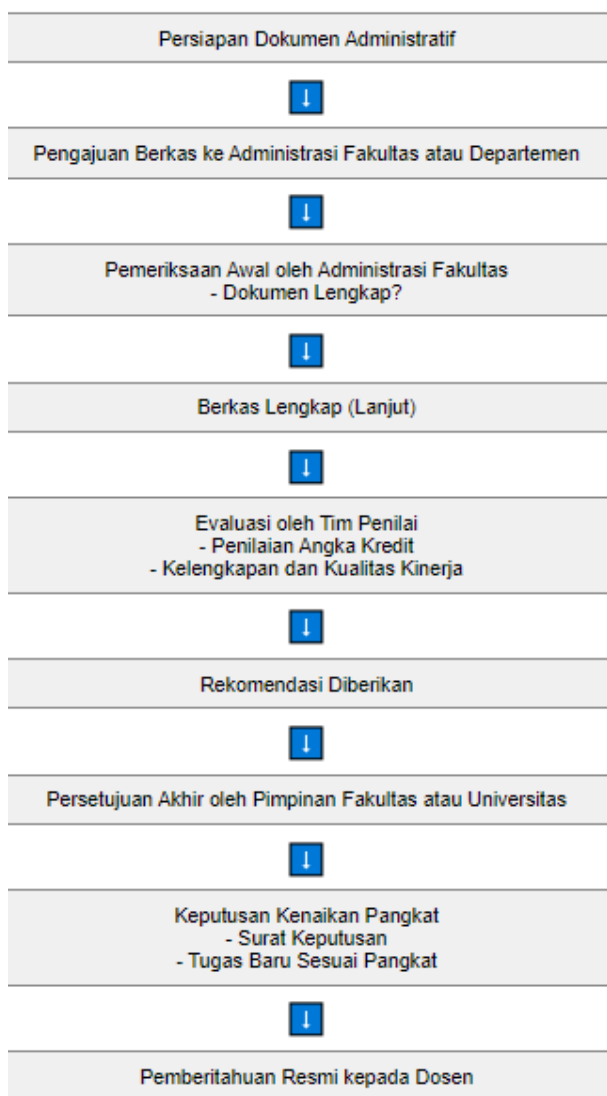 Persiapan Dokumen Administratif
↓
Pengajuan Berkas ke Administrasi Fakultas atau Departemen
↓
Pemeriksaan Awal oleh Administrasi Fakultas
- Dokumen Lengkap?
↓
Berkas Lengkap (Lanjut)
↓
Evaluasi oleh Tim Penilai
- Penilaian Angka Kredit
- Kelengkapan dan Kualitas Kinerja
↓
Rekomendasi Diberikan
↓
Persetujuan Akhir oleh Pimpinan Fakultas atau Universitas
↓
Keputusan Kenaikan Pangkat
- Surat Keputusan
- Tugas Baru Sesuai Pangkat
↓
Pemberitahuan Resmi kepada Dosen